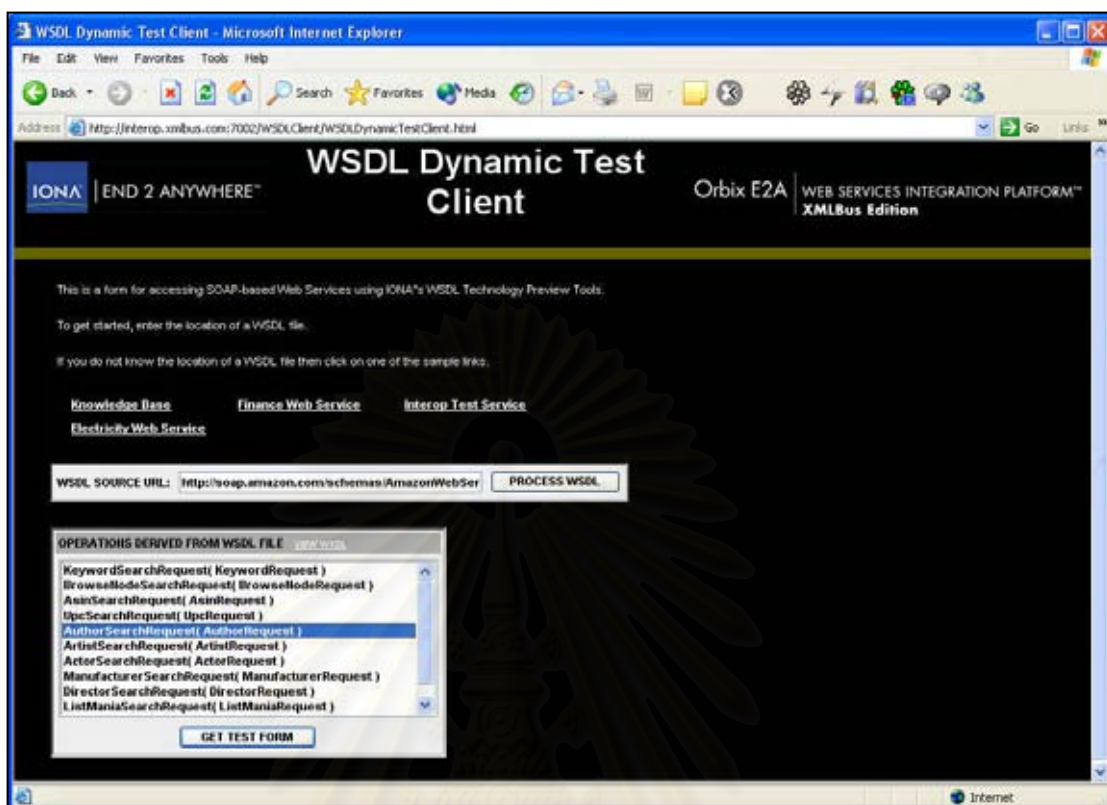 WSDL Dynamic Test Client - Microsoft Internet Explorer
File Edit View Favorites Tools Help
Back Search Favorites Media
Address http://interop.xmlbus.com:7002/WSDLClient/WSDLDynamicTestClient.html Go Links
WSDL Dynamic Test
Client
IONA END 2 ANYWHERE™
Orbix E2A WEB SERVICES INTEGRATION PLATFORM™
XMLBus Edition
This is a form for accessing SOAP-based Web Services using IONA"s WSDL Technology Preview Tools.
To get started, enter the location of a WSDL file.
If you do not know the location of a WSDL file then click on one of the sample links.
Knowledge Base Finance Web Service Interop Test Service
Electricity Web Service
WSDL SOURCE URL: http://soap.amazon.com/schemas/AmazonWebSer PROCESS WSDL
OPERATIONS DERIVED FROM WSDL FILE VIEW WSDL
KeywordSearchRequest( KeywordRequest )
BrowseNodeSearchRequest( BrowseNodeRequest )
AsinSearchRequest( AsinRequest )
UpcSearchRequest( UpcRequest )
AuthorSearchRequest( AuthorRequest )
ArtistSearchRequest( ArtistRequest )
ActorSearchRequest( ActorRequest )
ManufacturerSearchRequest( ManufacturerRequest )
DirectorSearchRequest( DirectorRequest )
ListManiaSearchRequest( ListManiaRequest )
GET TEST FORM
Internet